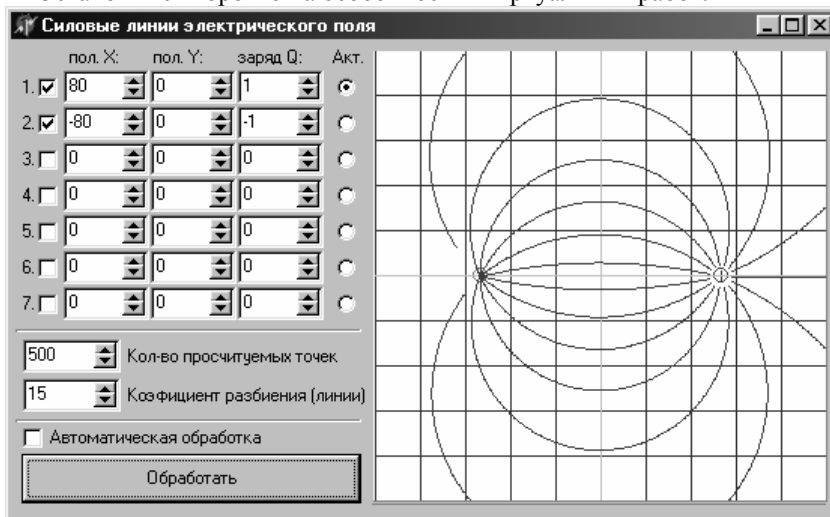 Силовые линии электрического поля
пол. X: пол. Y: заряд Q: Акт.
1. 80 0 1
2. -80 0 -1
3. 0 0 0
4. 0 0 0
5. 0 0 0
6. 0 0 0
7. 0 0 0
500 Кол-во просчитуемых точек
15 Коэфициент разбиения (линии)
Автоматическая обработка
Обработать